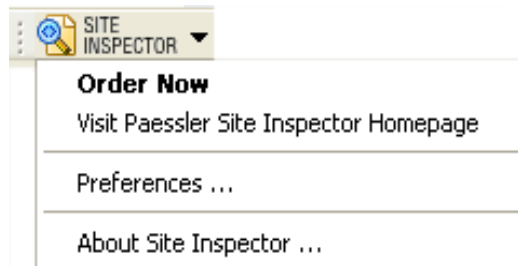 SITE
INSPECTOR
Order Now
Visit Paessler Site Inspector Homepage
Preferences ...
About Site Inspector ...